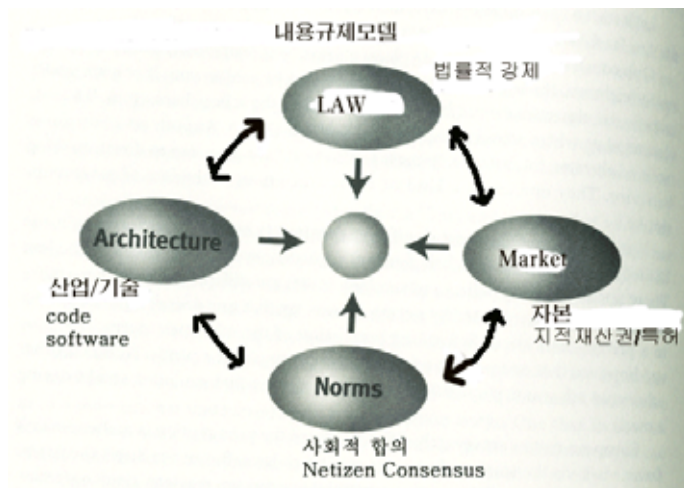 내용규제모델
법률적 강제
LAW
Architecture
산업/기술
code
software
Market
자본
지적재산권/특허
Norms
사회적 합의
Netizen Consensus